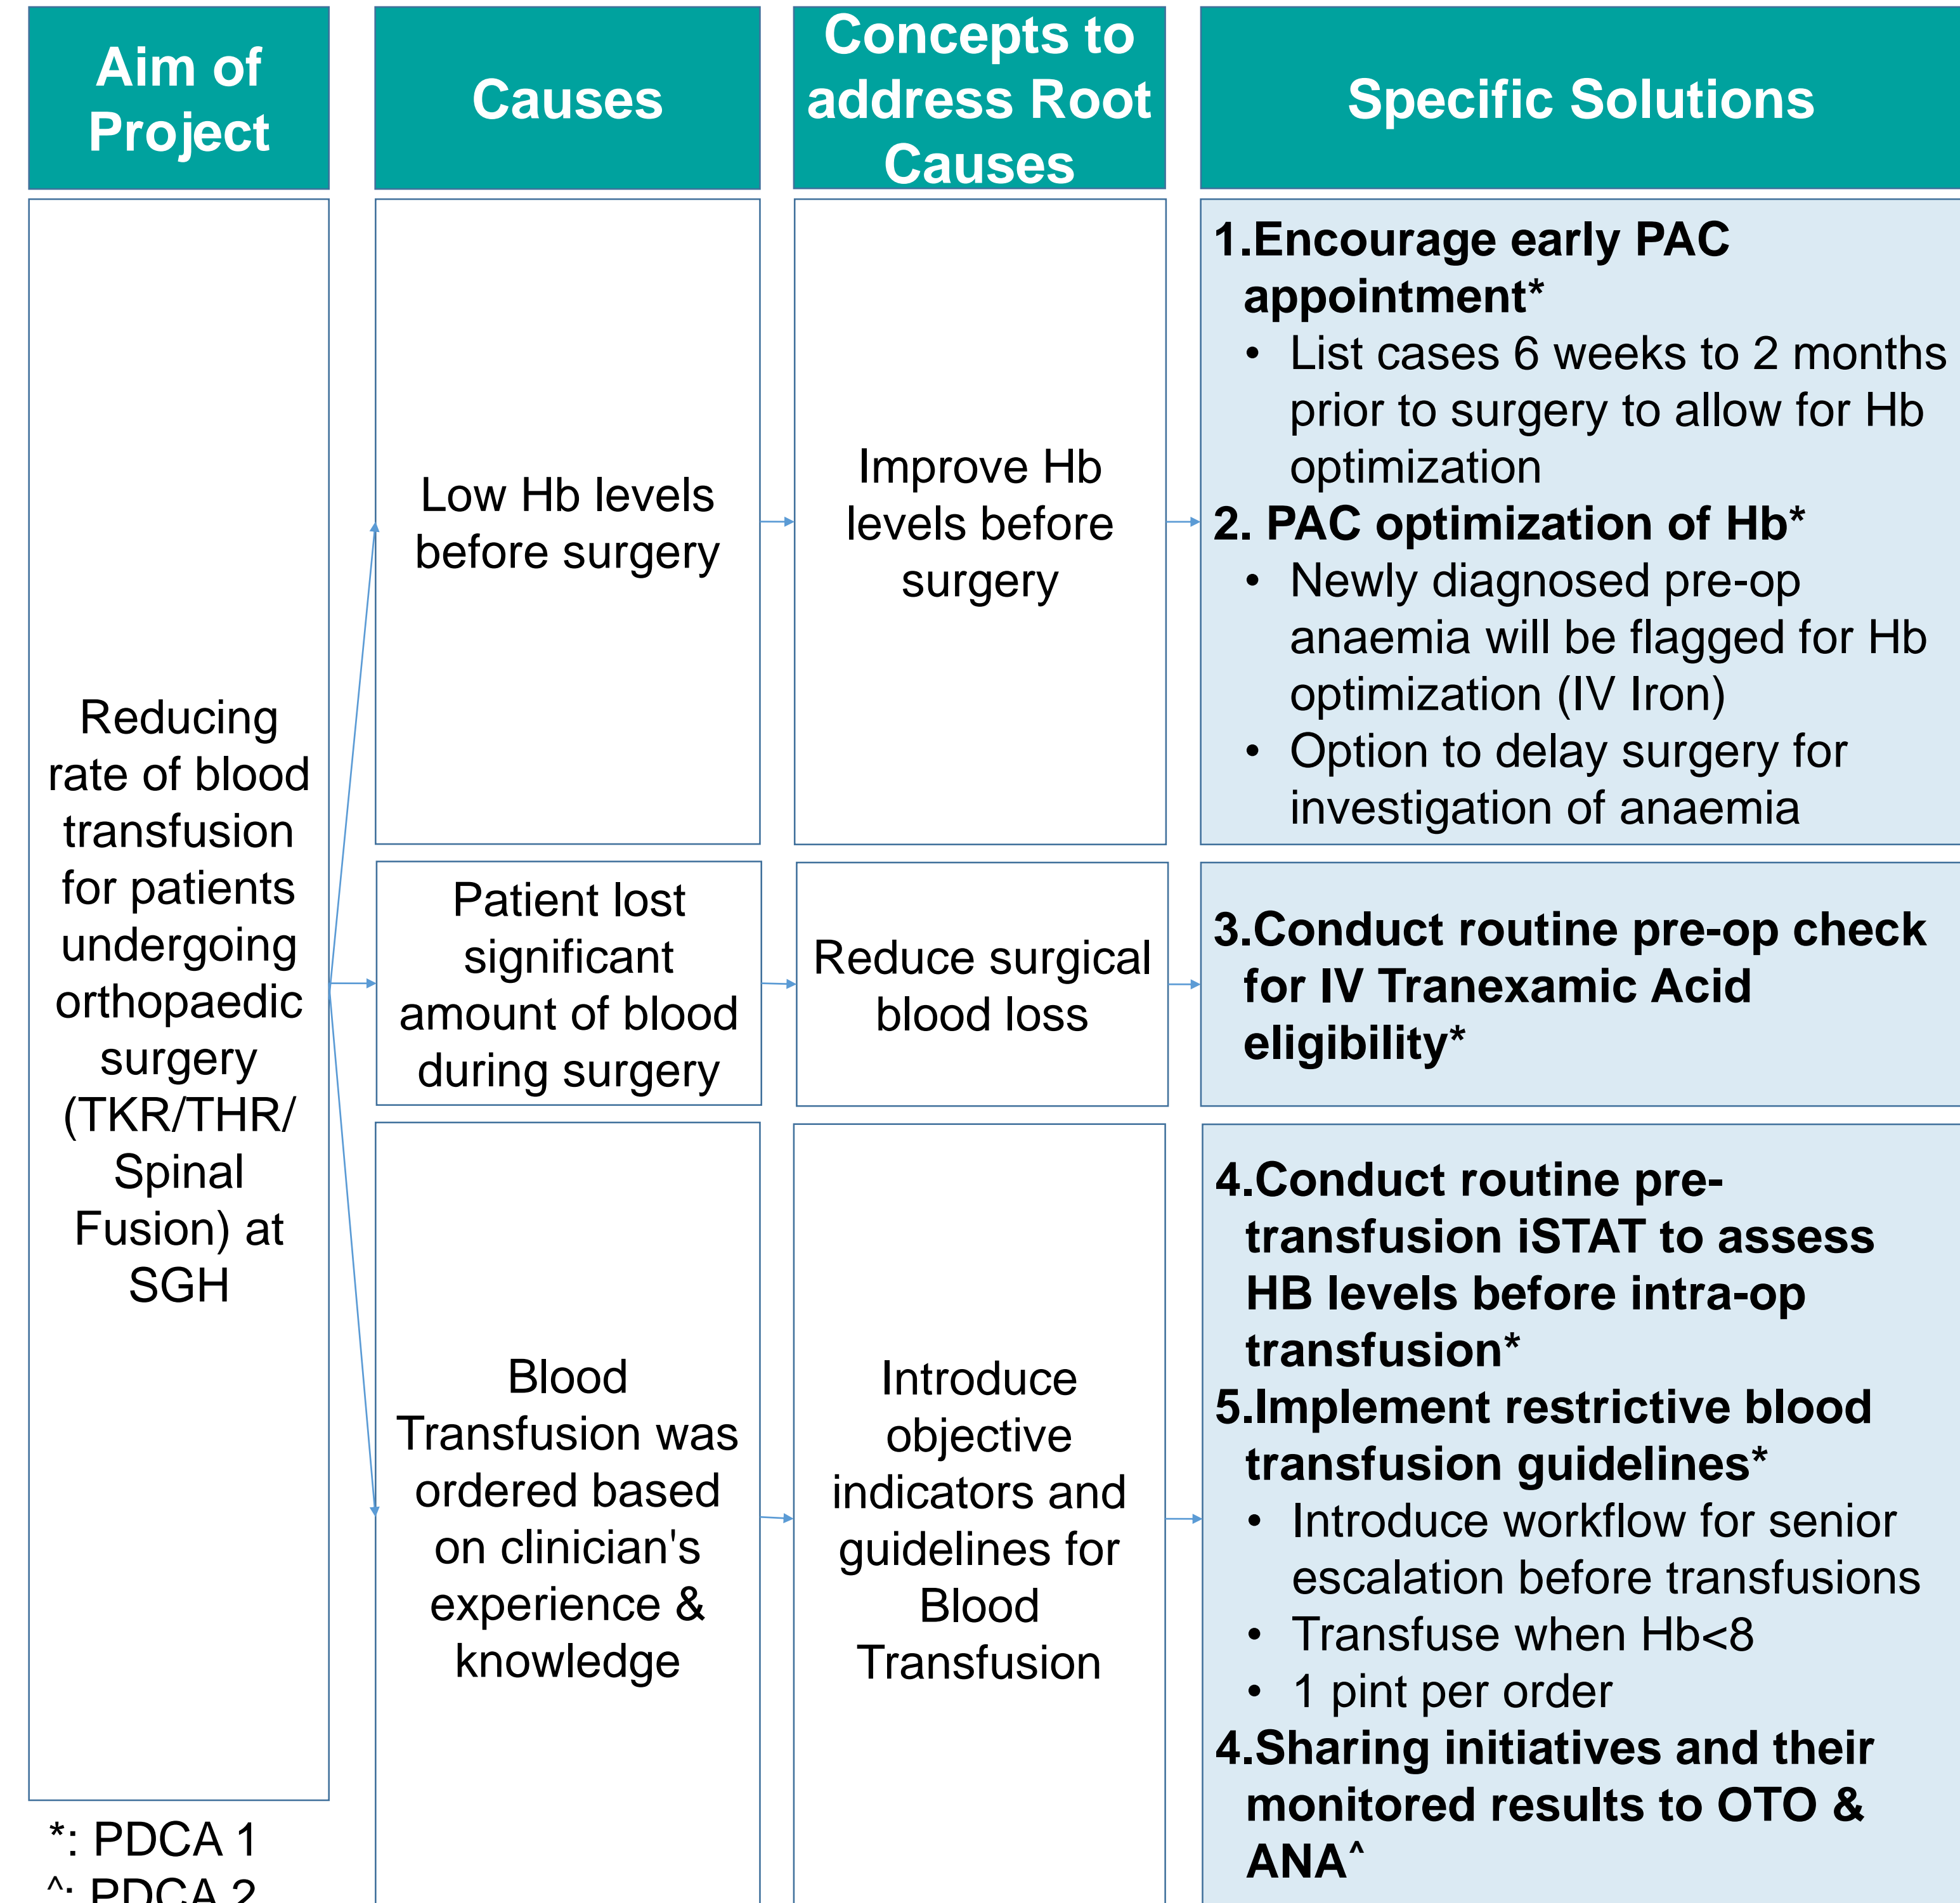 Aim of
Project
Causes
Concepts to
address Root
Causes
Specific Solutions
Reducing
rate of blood
transfusion
for patients
undergoing
orthopaedic
surgery
(TKR/THR/
Spinal
Fusion) at
SGH
Low Hb levels
before surgery
Improve Hb
levels before
surgery
1.Encourage early PAC
appointment*
• List cases 6 weeks to 2 months
prior to surgery to allow for Hb
optimization
2. PAC optimization of Hb*
• Newly diagnosed pre-op
anaemia will be flagged for Hb
optimization (IV Iron)
• Option to delay surgery for
investigation of anaemia
Patient lost
significant
amount of blood
during surgery
Reduce surgical
blood loss
3.Conduct routine pre-op check
for IV Tranexamic Acid
eligibility*
Blood
Transfusion was
ordered based
on clinician's
experience &
knowledge
Introduce
objective
indicators and
guidelines for
Blood
Transfusion
4.Conduct routine pre-
transfusion iSTAT to assess
HB levels before intra-op
transfusion*
5.Implement restrictive blood
transfusion guidelines*
• Introduce workflow for senior
escalation before transfusions
• Transfuse when Hb<8
• 1 pint per order
4.Sharing initiatives and their
monitored results to OTO &
ANA^
*: PDCA 1
^: PDCA 2